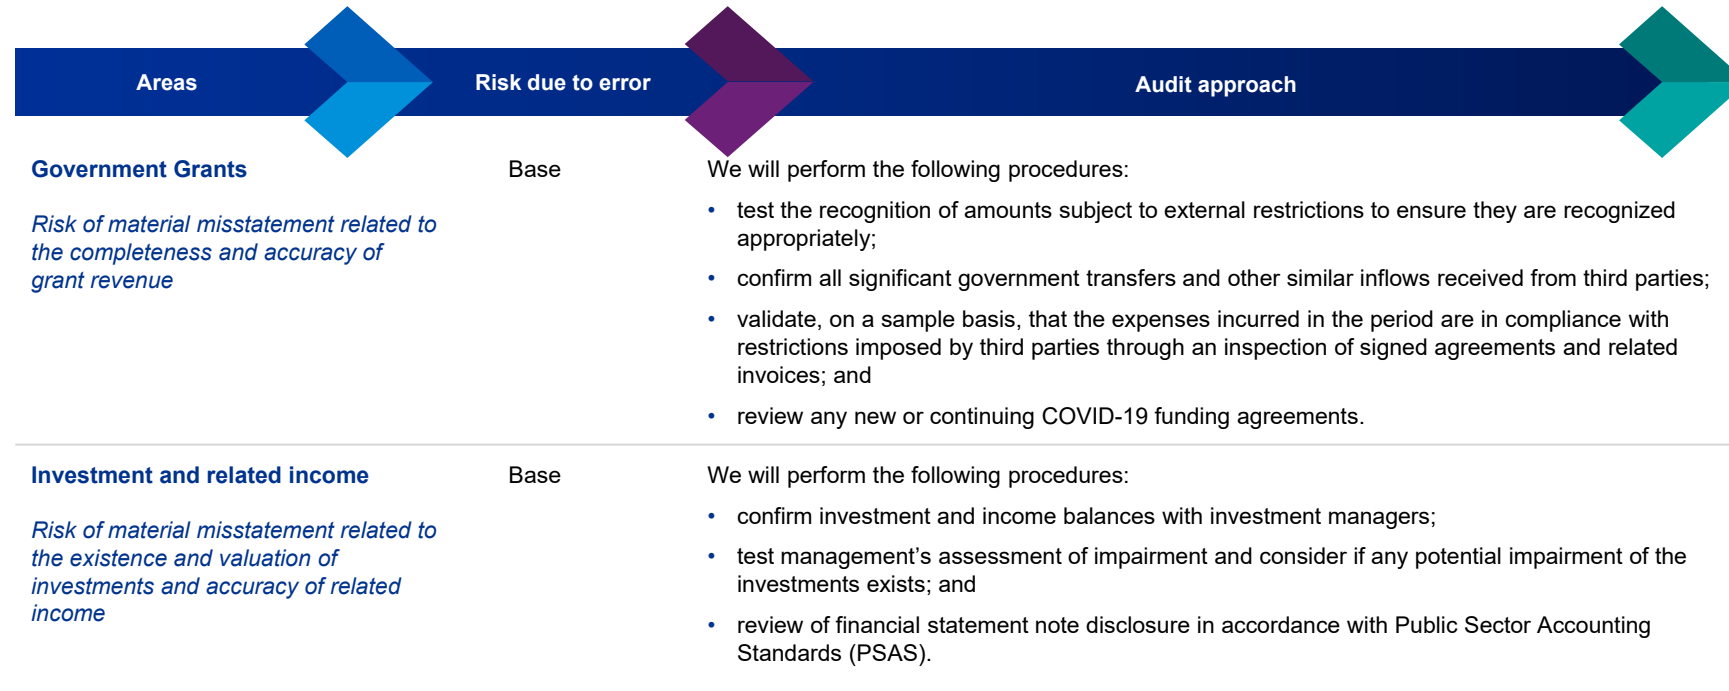 Areas
Risk due to error
Audit approach
Government Grants
Base
We will perform the following procedures:
Risk of material misstatement related to
the completeness and accuracy of
grant revenue
• test the recognition of amounts subject to external restrictions to ensure they are recognized
appropriately;
• confirm all significant government transfers and other similar inflows received from third parties;
• validate, on a sample basis, that the expenses incurred in the period are in compliance with
restrictions imposed by third parties through an inspection of signed agreements and related
invoices; and
• review any new or continuing COVID-19 funding agreements.
Investment and related income
Base
We will perform the following procedures:
Risk of material misstatement related to
the existence and valuation of
investments and accuracy of related
income
• confirm investment and income balances with investment managers;
• test management’s assessment of impairment and consider if any potential impairment of the
investments exists; and
• review of financial statement note disclosure in accordance with Public Sector Accounting
Standards (PSAS).